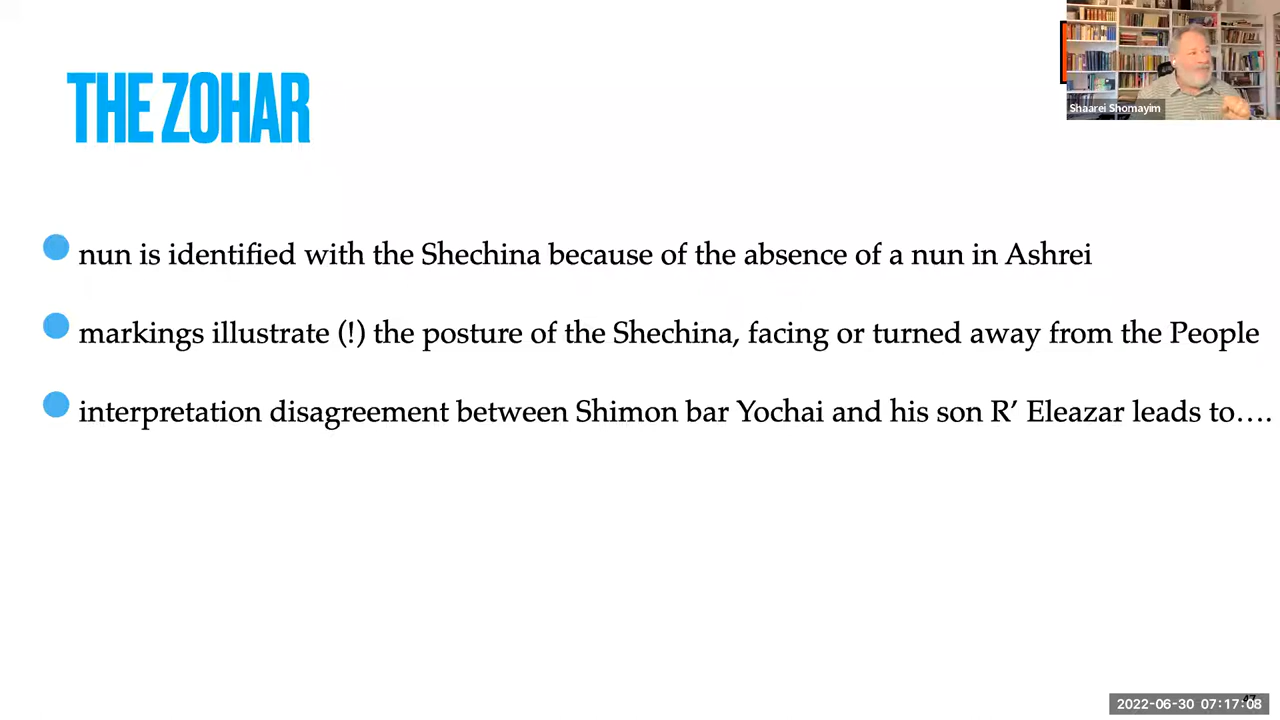 Shaarei Shomayim
THE ZOHAR
nun is identified with the Shechina because of the absence of a nun in Ashrei
markings illustrate (!) the posture of the Shechina, facing or turned away from the People
interpretation disagreement between Shimon bar Yochai and his son R’ Eleazar leads to….
47
2022-06-30 07:17:08